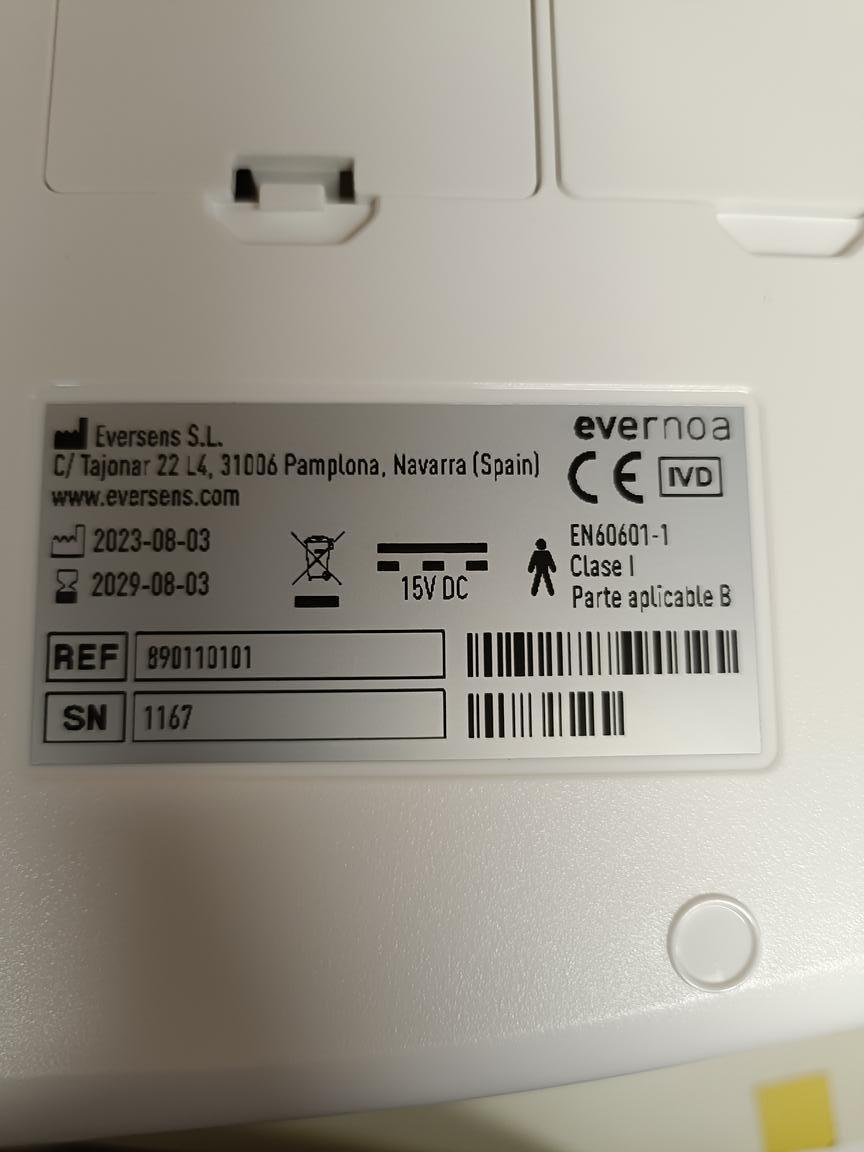 Eversens S.L.
C/ Tajonar 22 L4, 31006 Pamplona, Navarra (Spain)
www.eversens.com
evernoa
CE IVD
2023-08-03
2029-08-03
15V DC
EN60601-1
Clase I
Parte aplicable B
REF 890110101
SN 1167